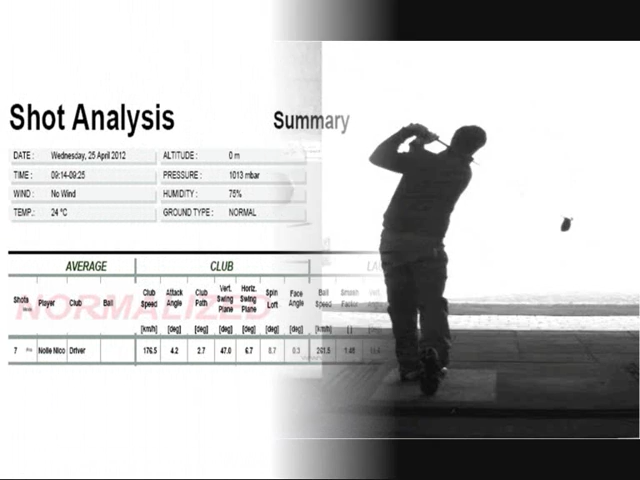 Shot Analysis Summary
DATE : Wednesday, 25 April 2012 ALTITUDE : 0 m
TIME : 09:14-09:25 PRESSURE : 1013 mbar
WIND : No Wind HUMIDITY : 75%
TEMP.: 24 °C GROUND TYPE : NORMAL
AVERAGE CLUB
Shots Player Club Ball Club Speed Attack Angle Club Path Vert. Swing Plane Horiz. Swing Plane Spin Loft Face Angle Ball Speed Smash Factor
NORMALIZED
[km/h] [deg] [deg] [deg] [deg] [deg] [deg] [km/h] [ ] [deg]
7 Nolle Nico Driver 176.5 4.2 2.7 47.0 6.7 8.7 0.3 261.5 1.48